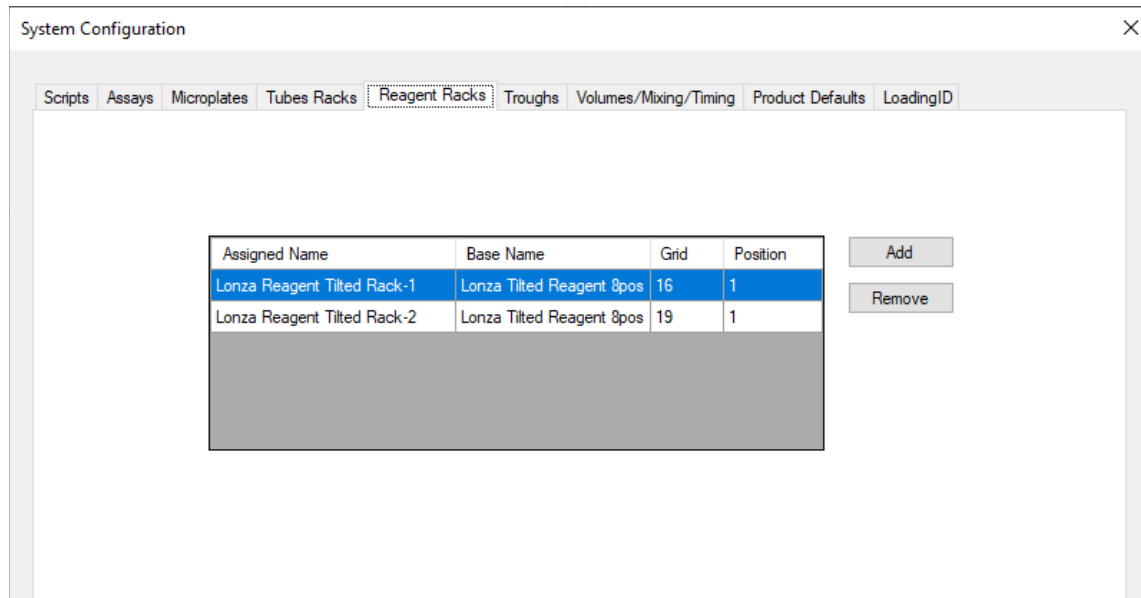 System Configuration
Scripts Assays Microplates Tubes Racks Reagent Racks Troughs Volumes/Mixing/Timing Product Defaults LoadingID
Assigned Name Base Name Grid Position Add
Lonza Reagent Tilted Rack-1 Lonza Tilted Reagent 8pos 16 1 Remove
Lonza Reagent Tilted Rack-2 Lonza Tilted Reagent 8pos 19 1